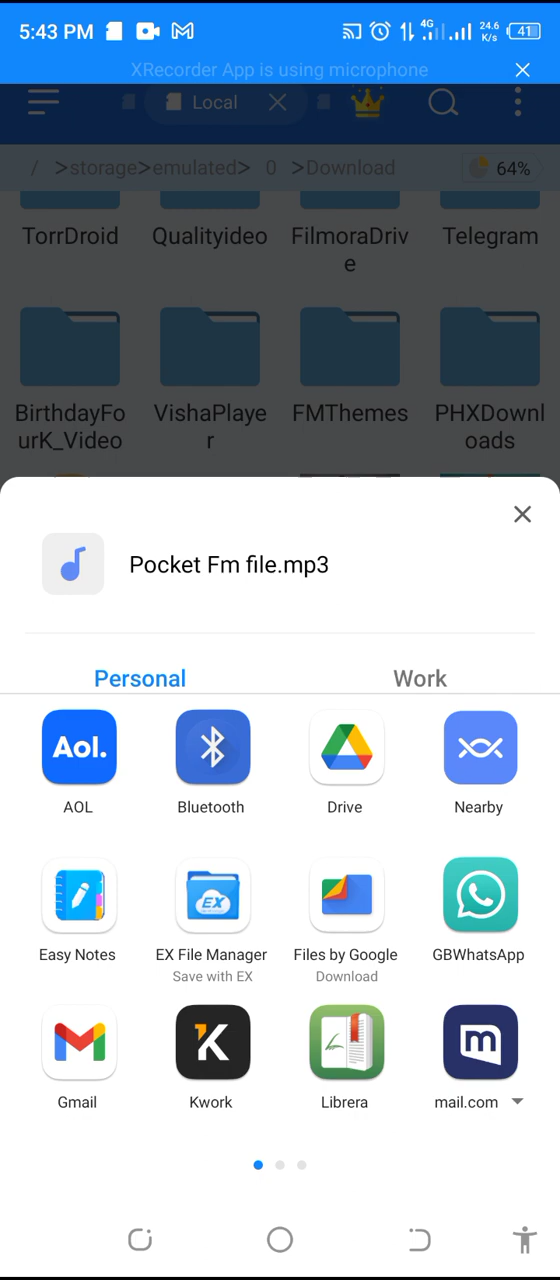 5:43 PM
4G
24.6
K/s
41
XRecorder App is using microphone
Local
/ >storage>emulated> 0 >Download
64%
TorrDroid Qualityideo FilmoraDriv Telegram
e
BirthdayFo VishaPlaye FMThemes PHXDownl
urK_Video r oads
Pocket Fm file.mp3
Personal Work
Aol.
AOL Bluetooth Drive Nearby
EX
Easy Notes EX File Manager Files by Google GBWhatsApp
Save with EX Download
K
m
Gmail Kwork Librera mail.com